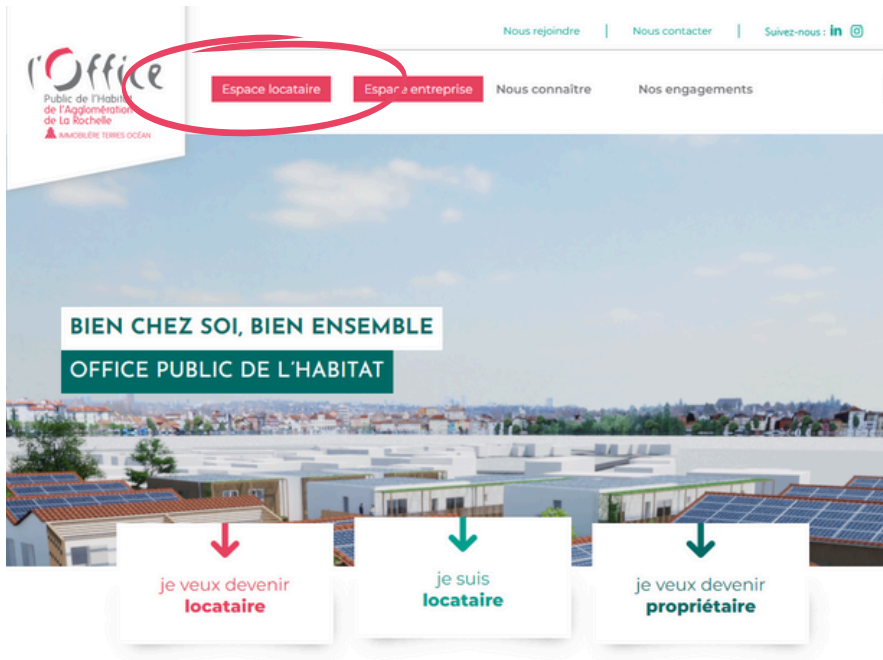 Nous rejoindre | Nous contacter | Suivez-nous : in
l'Office
Public de l'Habitat
de l'Agglomération
de La Rochelle
IMMOBILIÈRE TERRES OCÉAN
Espace locataire Espace entreprise Nous connaître Nos engagements
BIEN CHEZ SOI, BIEN ENSEMBLE
OFFICE PUBLIC DE L'HABITAT
je veux devenir
locataire
je suis
locataire
je veux devenir
propriétaire